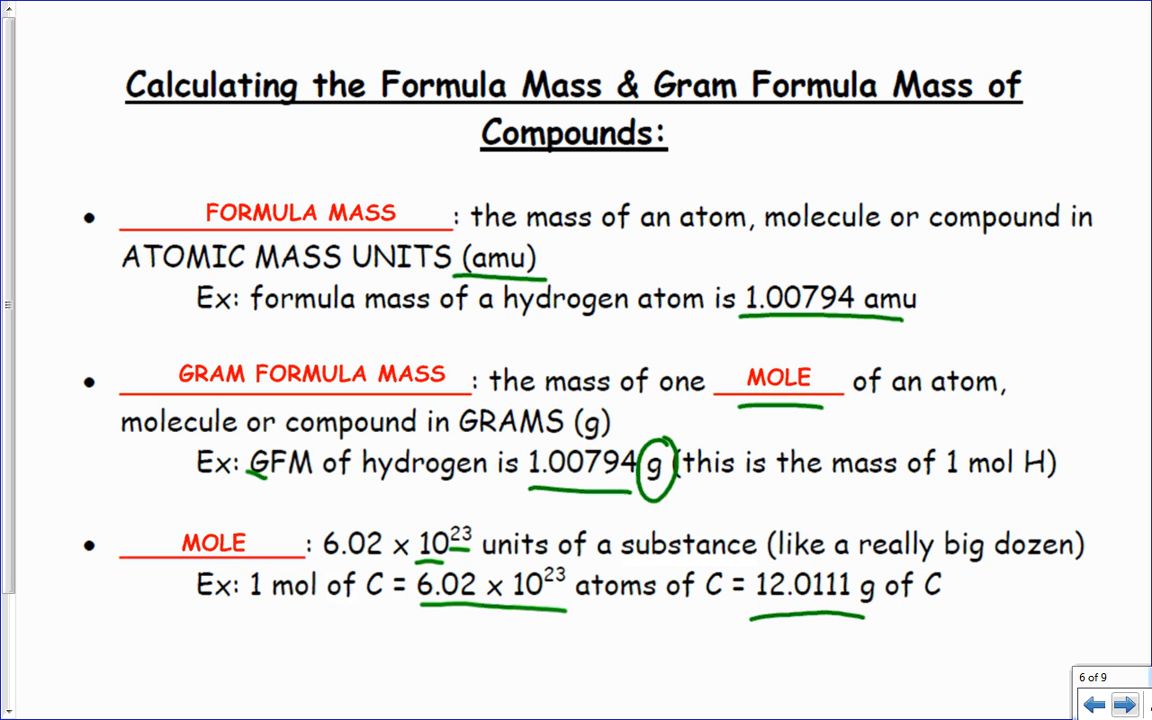 Calculating the Formula Mass & Gram Formula Mass of
Compounds:
• FORMULA MASS : the mass of an atom, molecule or compound in
ATOMIC MASS UNITS (amu)
Ex: formula mass of a hydrogen atom is 1.00794 amu
• GRAM FORMULA MASS : the mass of one MOLE of an atom,
molecule or compound in GRAMS (g)
Ex: GFM of hydrogen is 1.00794 g (this is the mass of 1 mol H)
• MOLE : 6.02 x 10²³ units of a substance (like a really big dozen)
Ex: 1 mol of C = 6.02 x 10²³ atoms of C = 12.0111 g of C
6 of 9